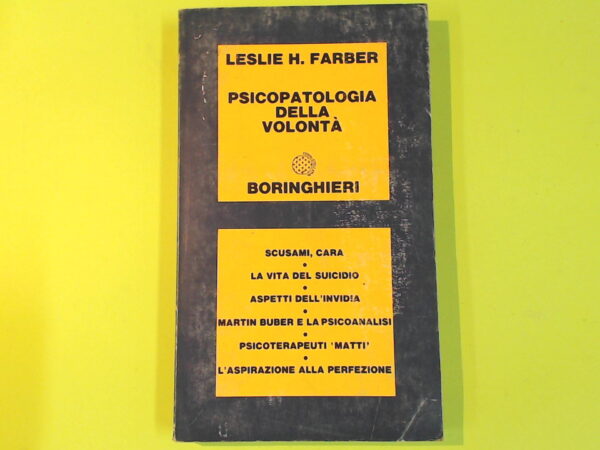 LESLIE H. FARBER
PSICOPATOLOGIA
DELLA
VOLONTÀ
BORINGHIERI
SCUSAMI, CARA
•
LA VITA DEL SUICIDIO
•
ASPETTI DELL'INVIDIA
•
MARTIN BUBER E LA PSICOANALISI
•
PSICOTERAPEUTI 'MATTI'
•
L'ASPIRAZIONE ALLA PERFEZIONE